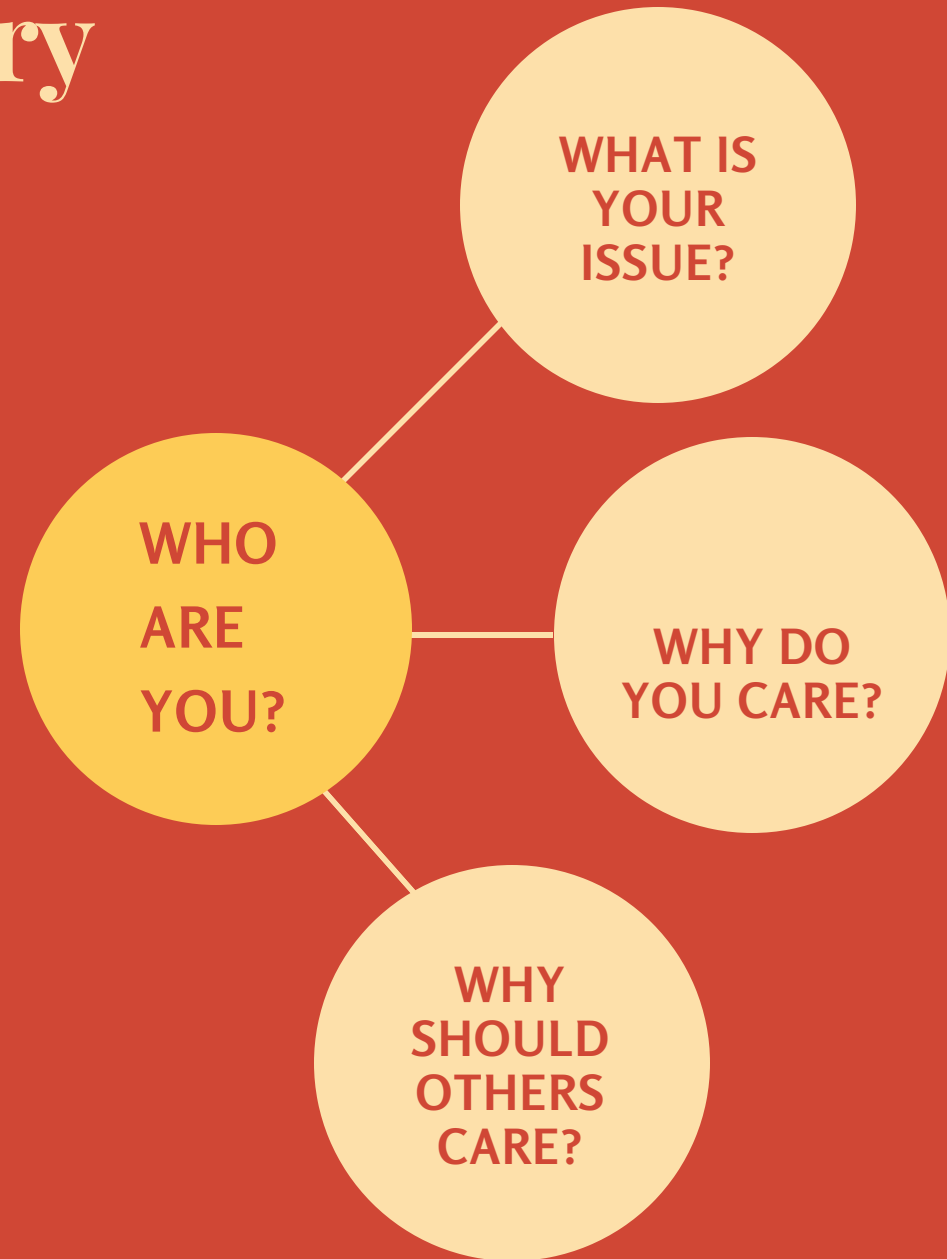 ry
WHAT IS
YOUR
ISSUE?
WHO
ARE
YOU?
WHY DO
YOU CARE?
WHY
SHOULD
OTHERS
CARE?